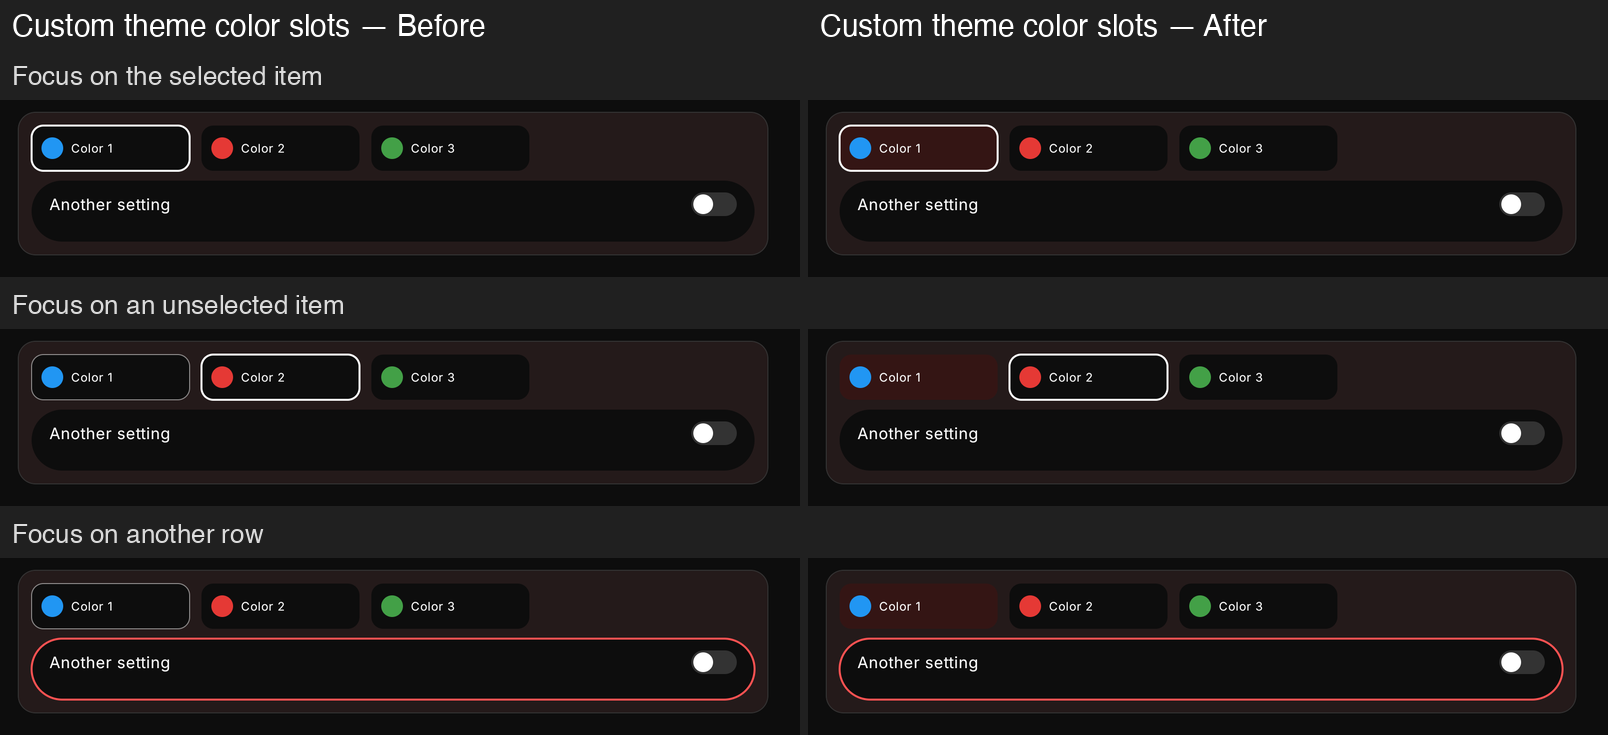 Custom theme color slots — Before
Custom theme color slots — After
Focus on the selected item
Color 1
Color 2
Color 3
Another setting
Color 1
Color 2
Color 3
Another setting
Focus on an unselected item
Color 1
Color 2
Color 3
Another setting
Color 1
Color 2
Color 3
Another setting
Focus on another row
Color 1
Color 2
Color 3
Another setting
Color 1
Color 2
Color 3
Another setting